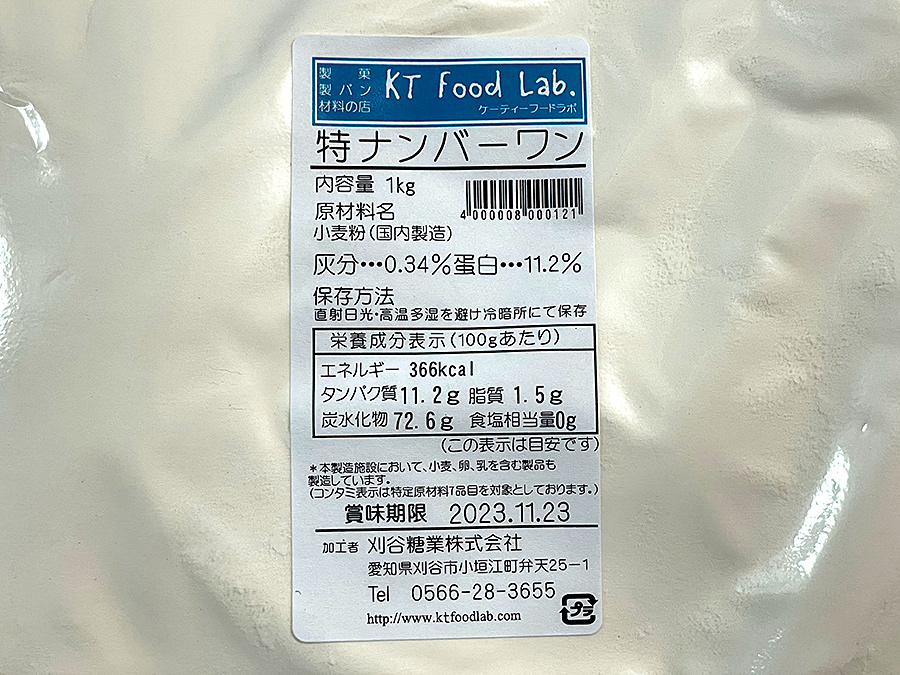 製菓
製パン
材料の店
KT Food Lab.
ケーティーフードラボ
特ナンバーワン
内容量 1kg
4 000008 000121
原材料名
小麦粉(国内製造)
灰分…0.34%蛋白…11.2%
保存方法
直射日光・高温多湿を避け冷暗所にて保存
栄養成分表示(100gあたり)
エネルギー 366kcal
タンパク質11.2g 脂質 1.5g
炭水化物 72.6g 食塩相当量0g
(この表示は目安です)
*本製造施設において、小麦、卵、乳を含む製品も
製造しています。
(コンタミ表示は特定原材料7品目を対象としております。)
賞味期限 2023.11.23
加工者 刈谷糖業株式会社
愛知県刈谷市小垣江町弁天25-1
Tel 0566-28-3655
http://www.ktfoodlab.com
プラ